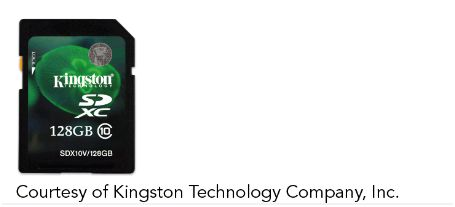 LOCK
Kingston
TECHNOLOGY
SD
XC
128GB 10
SDX10V/128GB
Courtesy of Kingston Technology Company, Inc.